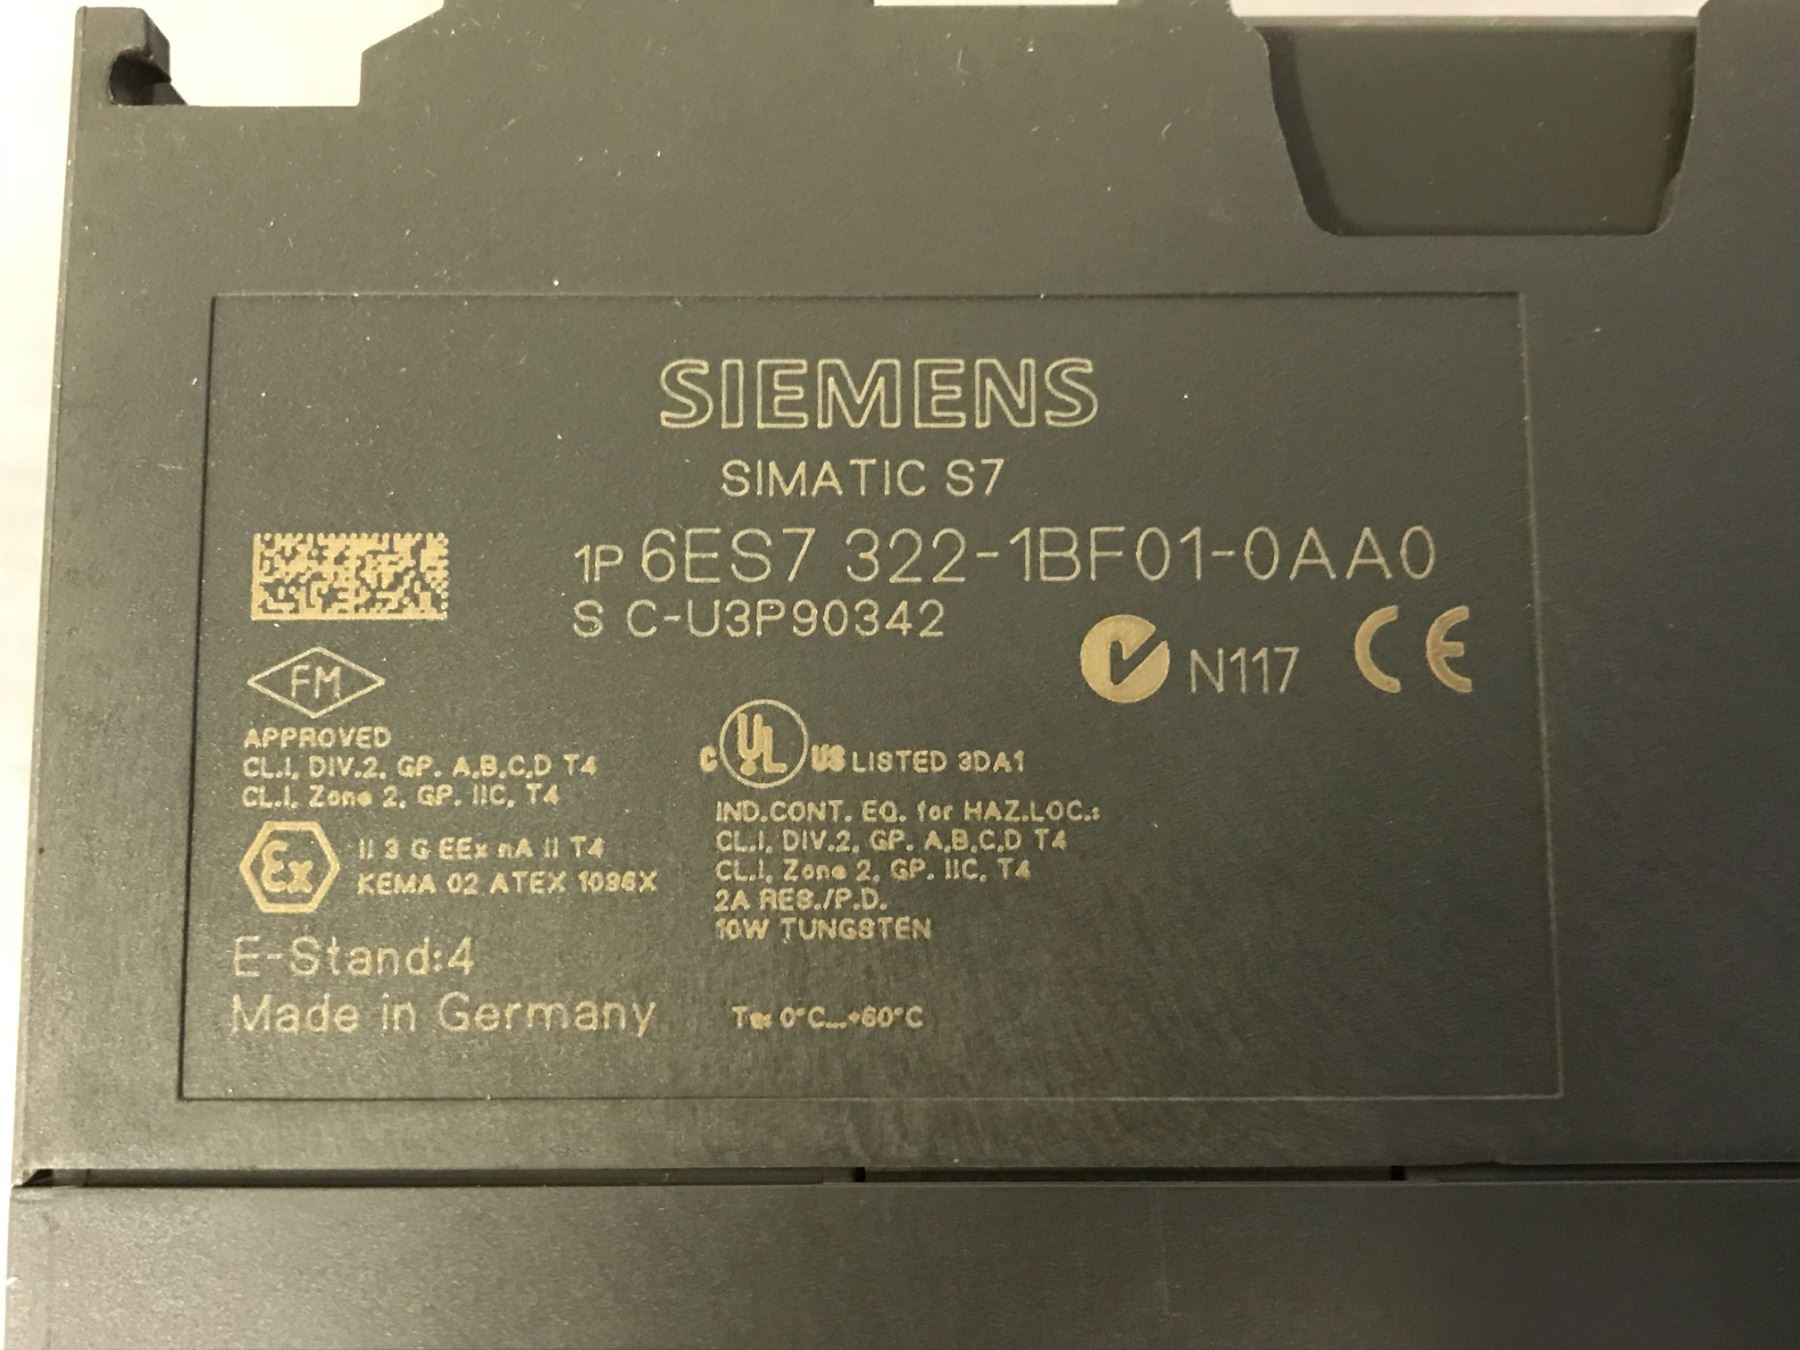 SIEMENS
SIMATIC S7
1P 6ES7 322-1BF01-0AA0
S C-U3P90342
N117 CE
FM
APPROVED
CL.I, DIV.2, GP. A,B,C,D T4
CL.I, Zone 2, GP. IIC, T4
Ex
II 3 G EEx nA II T4
KEMA 02 ATEX 1096X
E-Stand:4
Made in Germany
C UL US LISTED 3DA1
IND.CONT. EQ. for HAZ.LOC.:
CL.I, DIV.2, GP. A,B,C,D T4
CL.I, Zone 2, GP. IIC, T4
2A RES./P.D.
10W TUNGSTEN
Ta: 0°C...+60°C